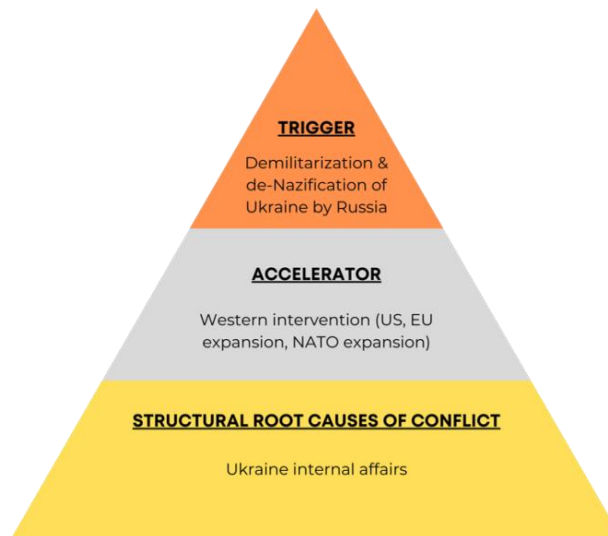 TRIGGER
Demilitarization &
de-Nazification of
Ukraine by Russia
ACCELERATOR
Western intervention (US, EU
expansion, NATO expansion)
STRUCTURAL ROOT CAUSES OF CONFLICT
Ukraine internal affairs